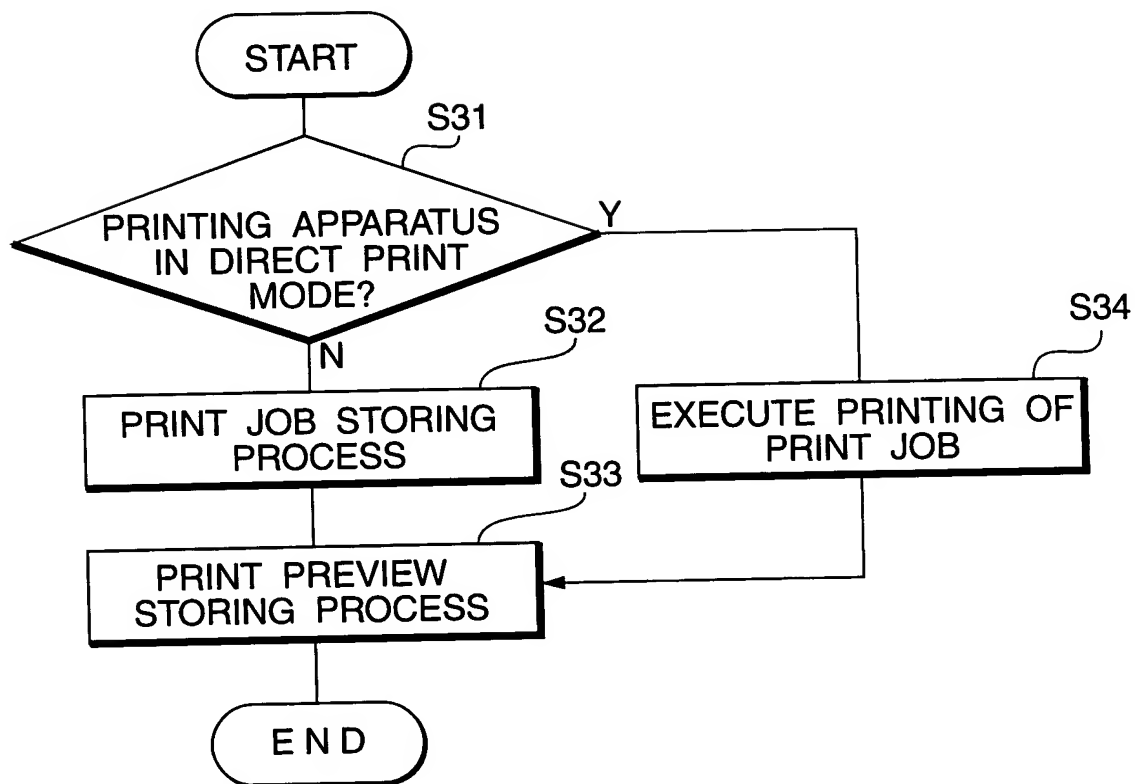 START
S31
PRINTING APPARATUS
IN DIRECT PRINT
MODE?
Y
N
S32
PRINT JOB STORING
PROCESS
S34
EXECUTE PRINTING OF
PRINT JOB
S33
PRINT PREVIEW
STORING PROCESS
END